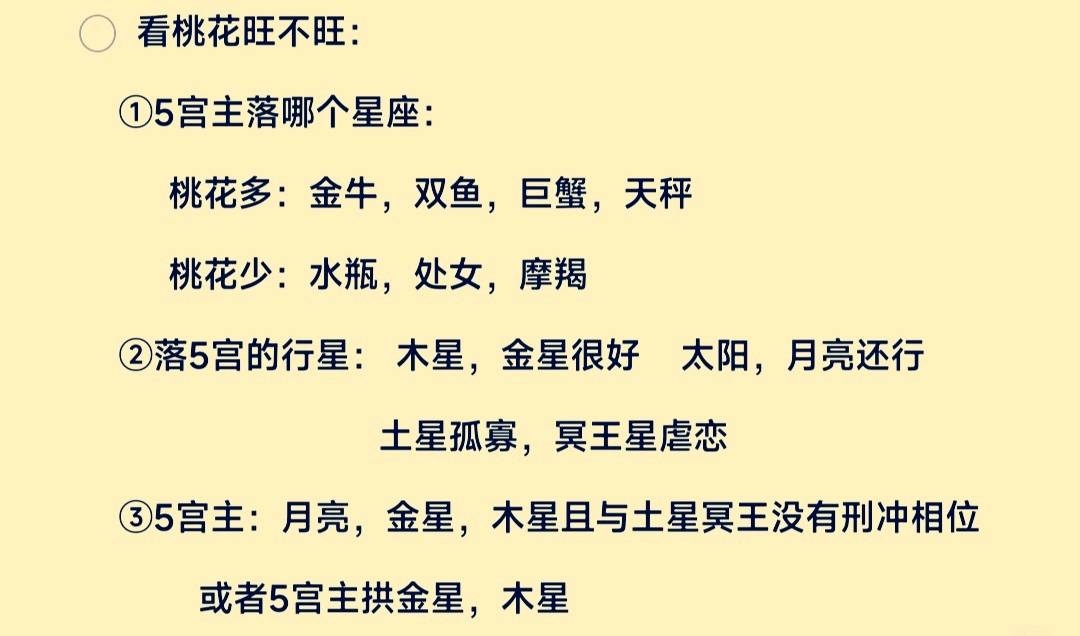 看桃花旺不旺：
①5宫主落哪个星座：
桃花多：金牛，双鱼，巨蟹，天秤
桃花少：水瓶，处女，摩羯
②落5宫的行星： 木星，金星很好 太阳，月亮还行
土星孤寡，冥王星虐恋
③5宫主：月亮，金星，木星且与土星冥王没有刑冲相位
或者5宫主拱金星，木星